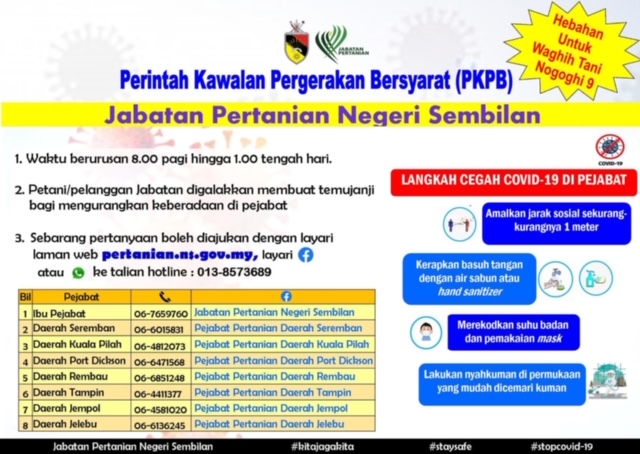 JABATAN
PERTANIAN
Hebahan
Untuk
Waghih Tani
Nogoghi 9
Perintah Kawalan Pergerakan Bersyarat (PKPB)
Jabatan Pertanian Negeri Sembilan
1. Waktu berurusan 8.00 pagi hingga 1.00 tengah hari.
2. Petani/pelanggan Jabatan digalakkan membuat temujanji
bagi mengurangkan keberadaan di pejabat
3. Sebarang pertanyaan boleh diajukan dengan layari
laman web pertanian.ns.gov.my, layari
atau ke talian hotline : 013-8573689
Bil Pejabat
1 Ibu Pejabat 06-7659760 Jabatan Pertanian Negeri Sembilan
2 Daerah Seremban 06-6015831 Pejabat Pertanian Daerah Seremban
3 Daerah Kuala Pilah 06-4812073 Pejabat Pertanian Daerah Kuala Pilah
4 Daerah Port Dickson 06-6471568 Pejabat Pertanian Daerah Port Dickson
5 Daerah Rembau 06-6851248 Pejabat Pertanian Daerah Rembau
6 Daerah Tampin 06-4411377 Pejabat Pertanian Daerah Tampin
7 Daerah Jempol 06-4581020 Pejabat Pertanian Daerah Jempol
8 Daerah Jelebu 06-6136245 Pejabat Pertanian Daerah Jelebu
COVID-19
LANGKAH CEGAH COVID-19 DI PEJABAT
Amalkan jarak sosial sekurang-
kurangnya 1 meter
Kerapkan basuh tangan
dengan air sabun atau
hand sanitizer
Merekodkan suhu badan
dan pemakaian mask
Lakukan nyahkuman di permukaan
yang mudah dicemari kuman
Jabatan Pertanian Negeri Sembilan #kitajagakita #staysafe #stopcovid-19